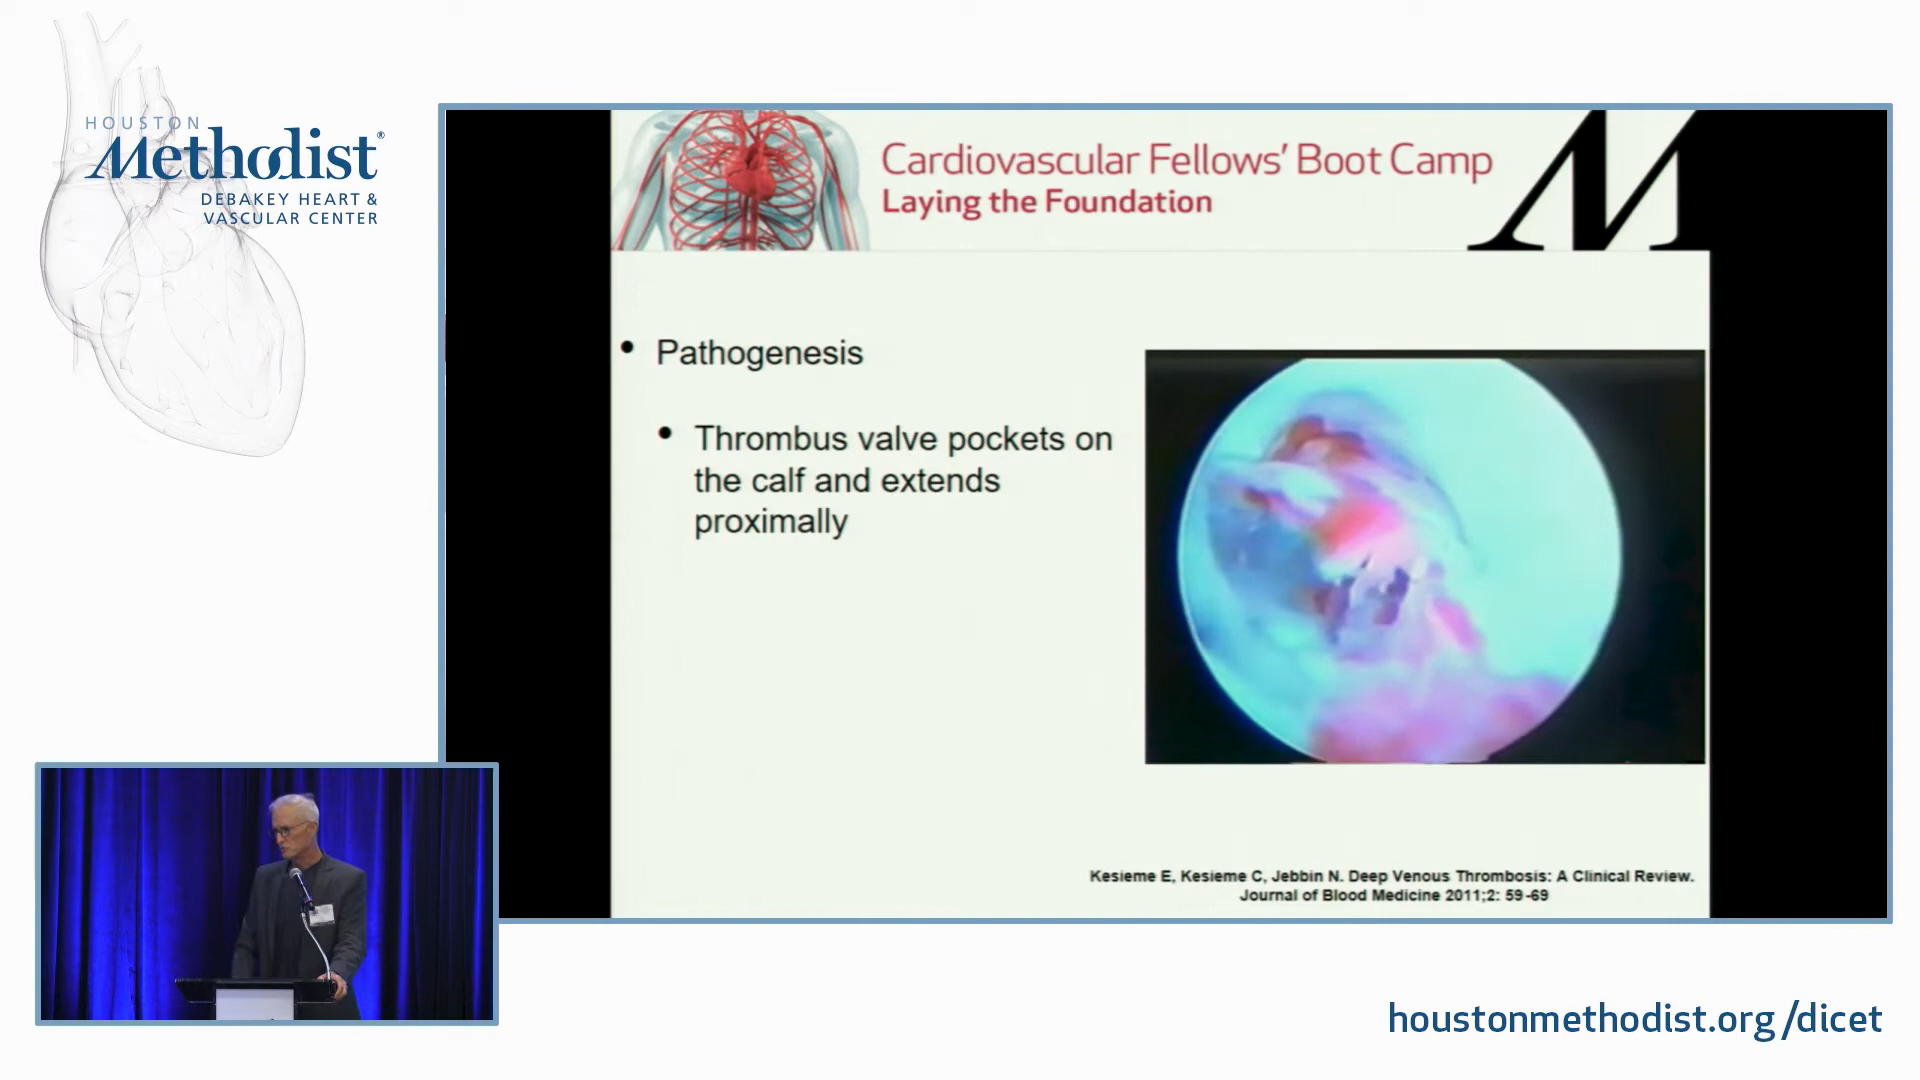 HOUSTON
Methodist®
DEBAKEY HEART &
VASCULAR CENTER
Cardiovascular Fellows' Boot Camp
Laying the Foundation
M
• Pathogenesis
• Thrombus valve pockets on
the calf and extends
proximally
Kesieme E, Kesieme C, Jebbin N. Deep Venous Thrombosis: A Clinical Review.
Journal of Blood Medicine 2011;2: 59-69
houstonmethodist.org/dicet